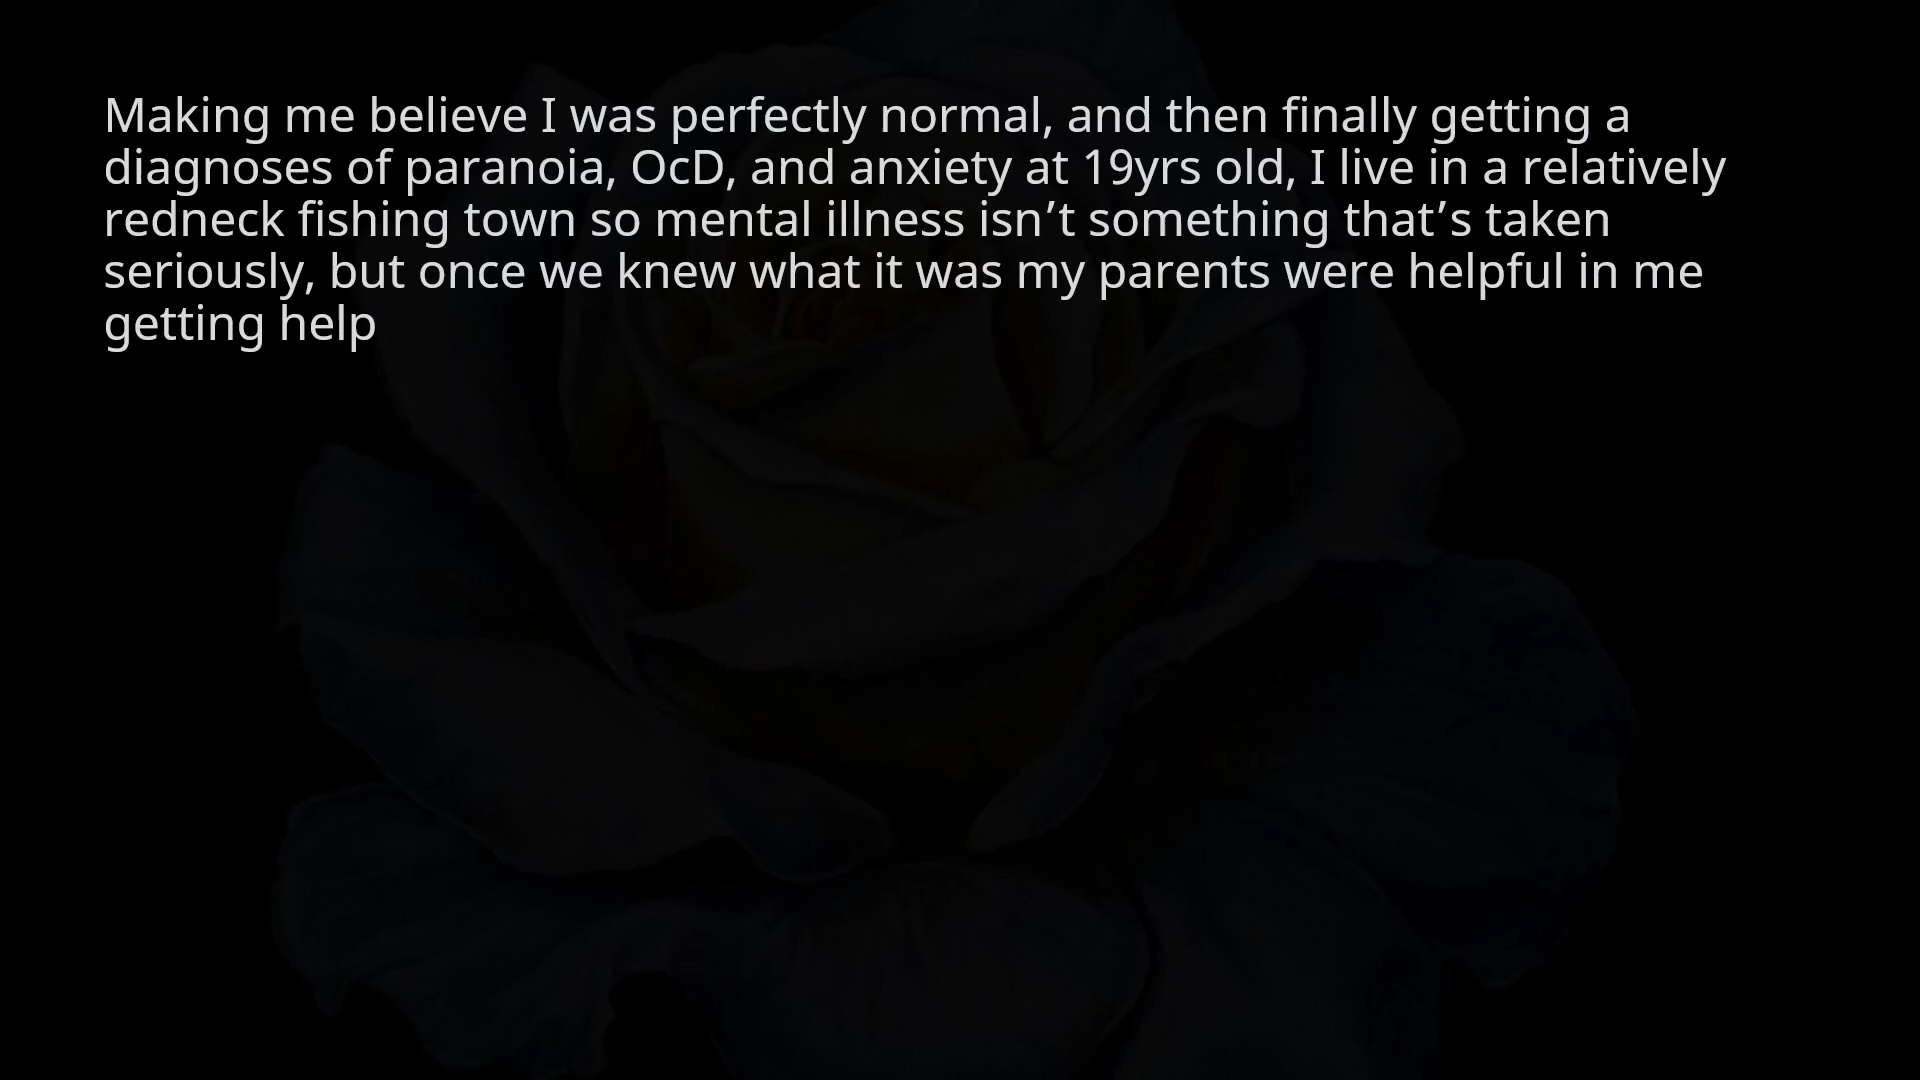 Making me believe I was perfectly normal, and then finally getting a
diagnoses of paranoia, OcD, and anxiety at 19yrs old, I live in a relatively
redneck fishing town so mental illness isn’t something that’s taken
seriously, but once we knew what it was my parents were helpful in me
getting help